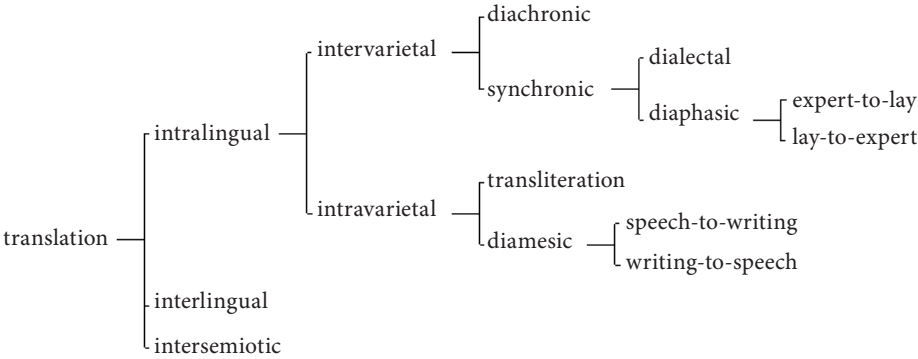 diachronic
intervarietal
dialectal
synchronic
expert-to-lay
diaphasic
lay-to-expert
intralingual
transliteration
intravarietal
speech-to-writing
translation
diamesic
writing-to-speech
interlingual
intersemiotic